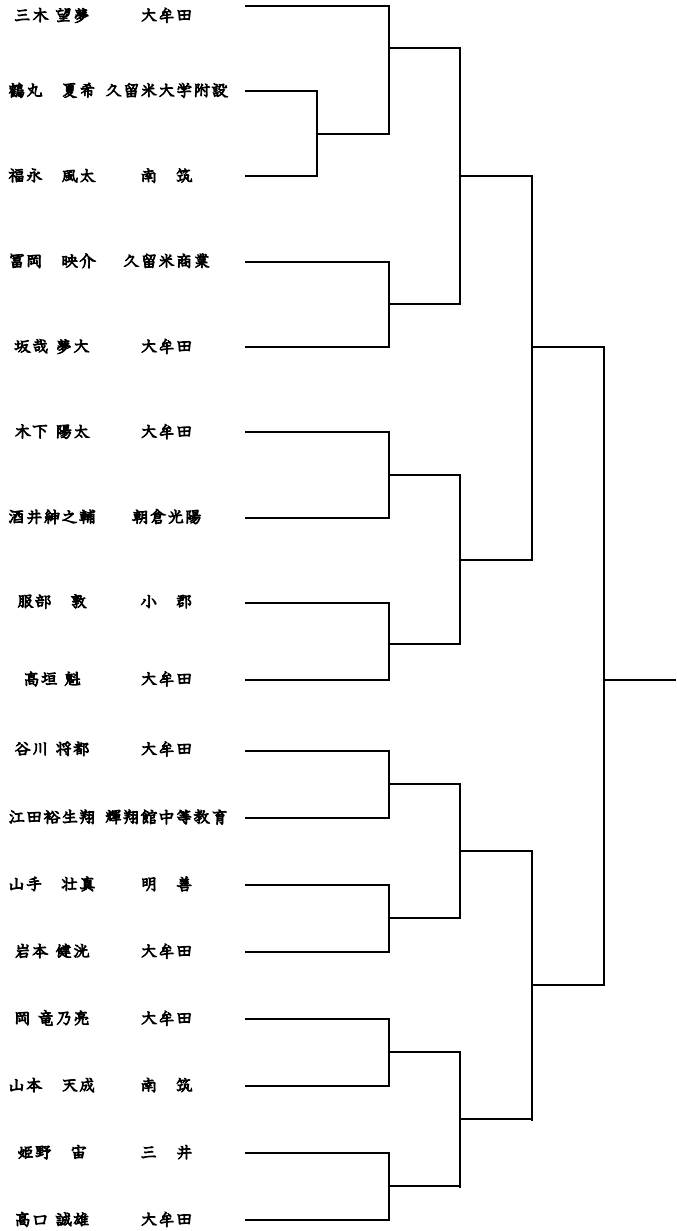 三木 望夢 大牟田
鶴丸 夏希 久留米大学附設
福永 風太 南 筑
冨岡 映介 久留米商業
坂哉 夢大 大牟田
木下 陽太 大牟田
酒井紳之輔 朝倉光陽
服部 敦 小 郡
高垣 魁 大牟田
谷川 将都 大牟田
江田裕生翔 輝翔館中等教育
山手 壮真 明 善
岩本 健洸 大牟田
岡 竜乃亮 大牟田
山本 天成 南 筑
姫野 宙 三 井
高口 誠雄 大牟田